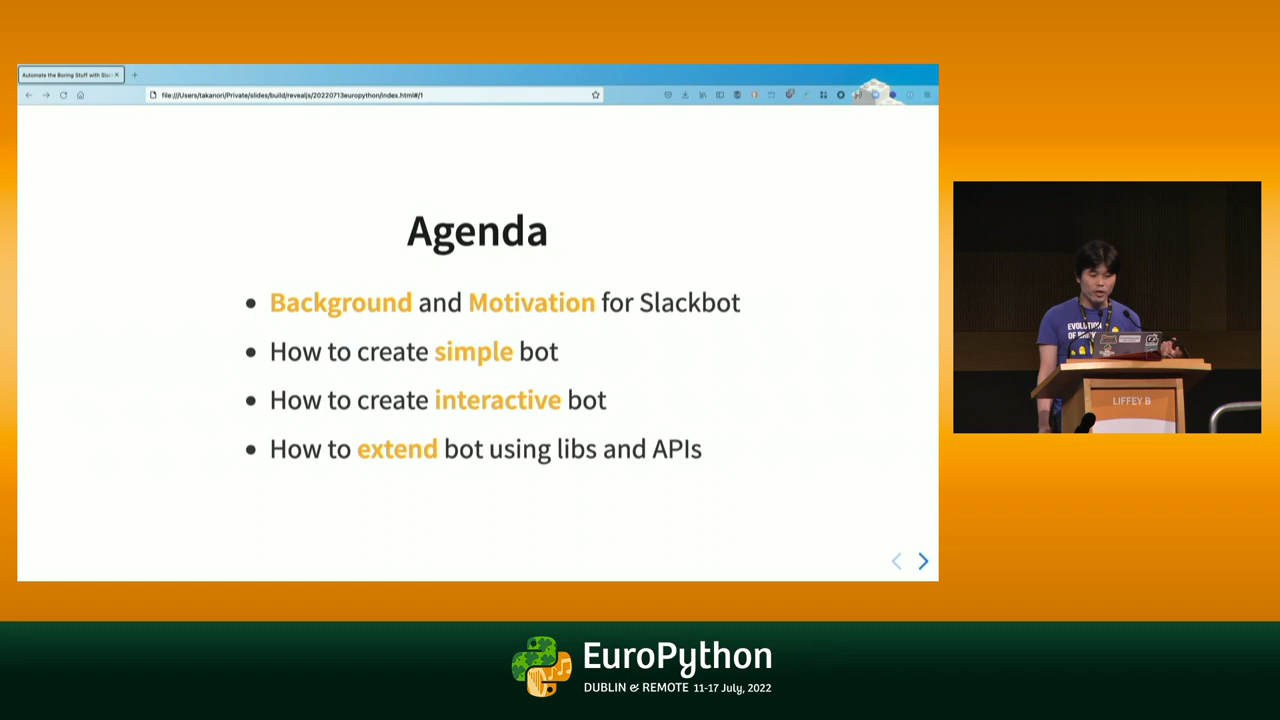 Automate the Boring Stuff with Slac
file:///Users/takanori/Private/slides/build/revealjs/20220713europython/index.html#/1
Agenda
Background and Motivation for Slackbot
How to create simple bot
How to create interactive bot
How to extend bot using libs and APIs
EVOLUTION
LIFFEY B
EuroPython
DUBLIN & REMOTE 11-17 July, 2022